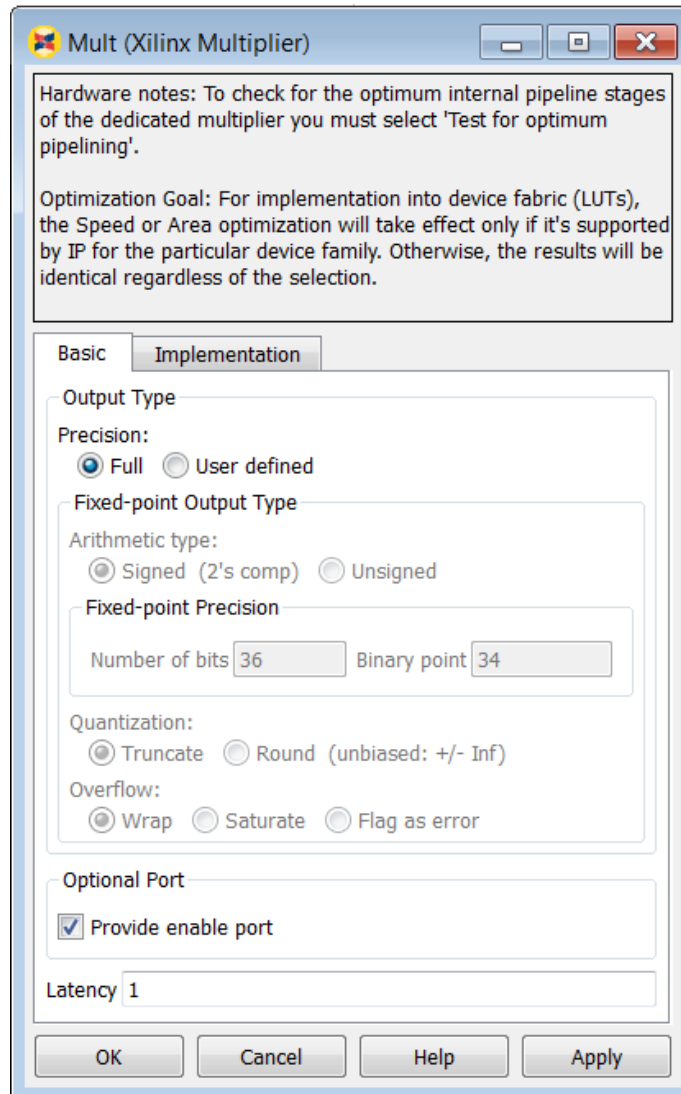 Mult (Xilinx Multiplier)
Hardware notes: To check for the optimum internal pipeline stages
of the dedicated multiplier you must select 'Test for optimum
pipelining'.
Optimization Goal: For implementation into device fabric (LUTs),
the Speed or Area optimization will take effect only if it's supported
by IP for the particular device family. Otherwise, the results will be
identical regardless of the selection.
Basic Implementation
Output Type
Precision:
Full User defined
Fixed-point Output Type
Arithmetic type:
Signed (2's comp) Unsigned
Fixed-point Precision
Number of bits 36 Binary point 34
Quantization:
Truncate Round (unbiased: +/- Inf)
Overflow:
Wrap Saturate Flag as error
Optional Port
Provide enable port
Latency 1
OK Cancel Help Apply